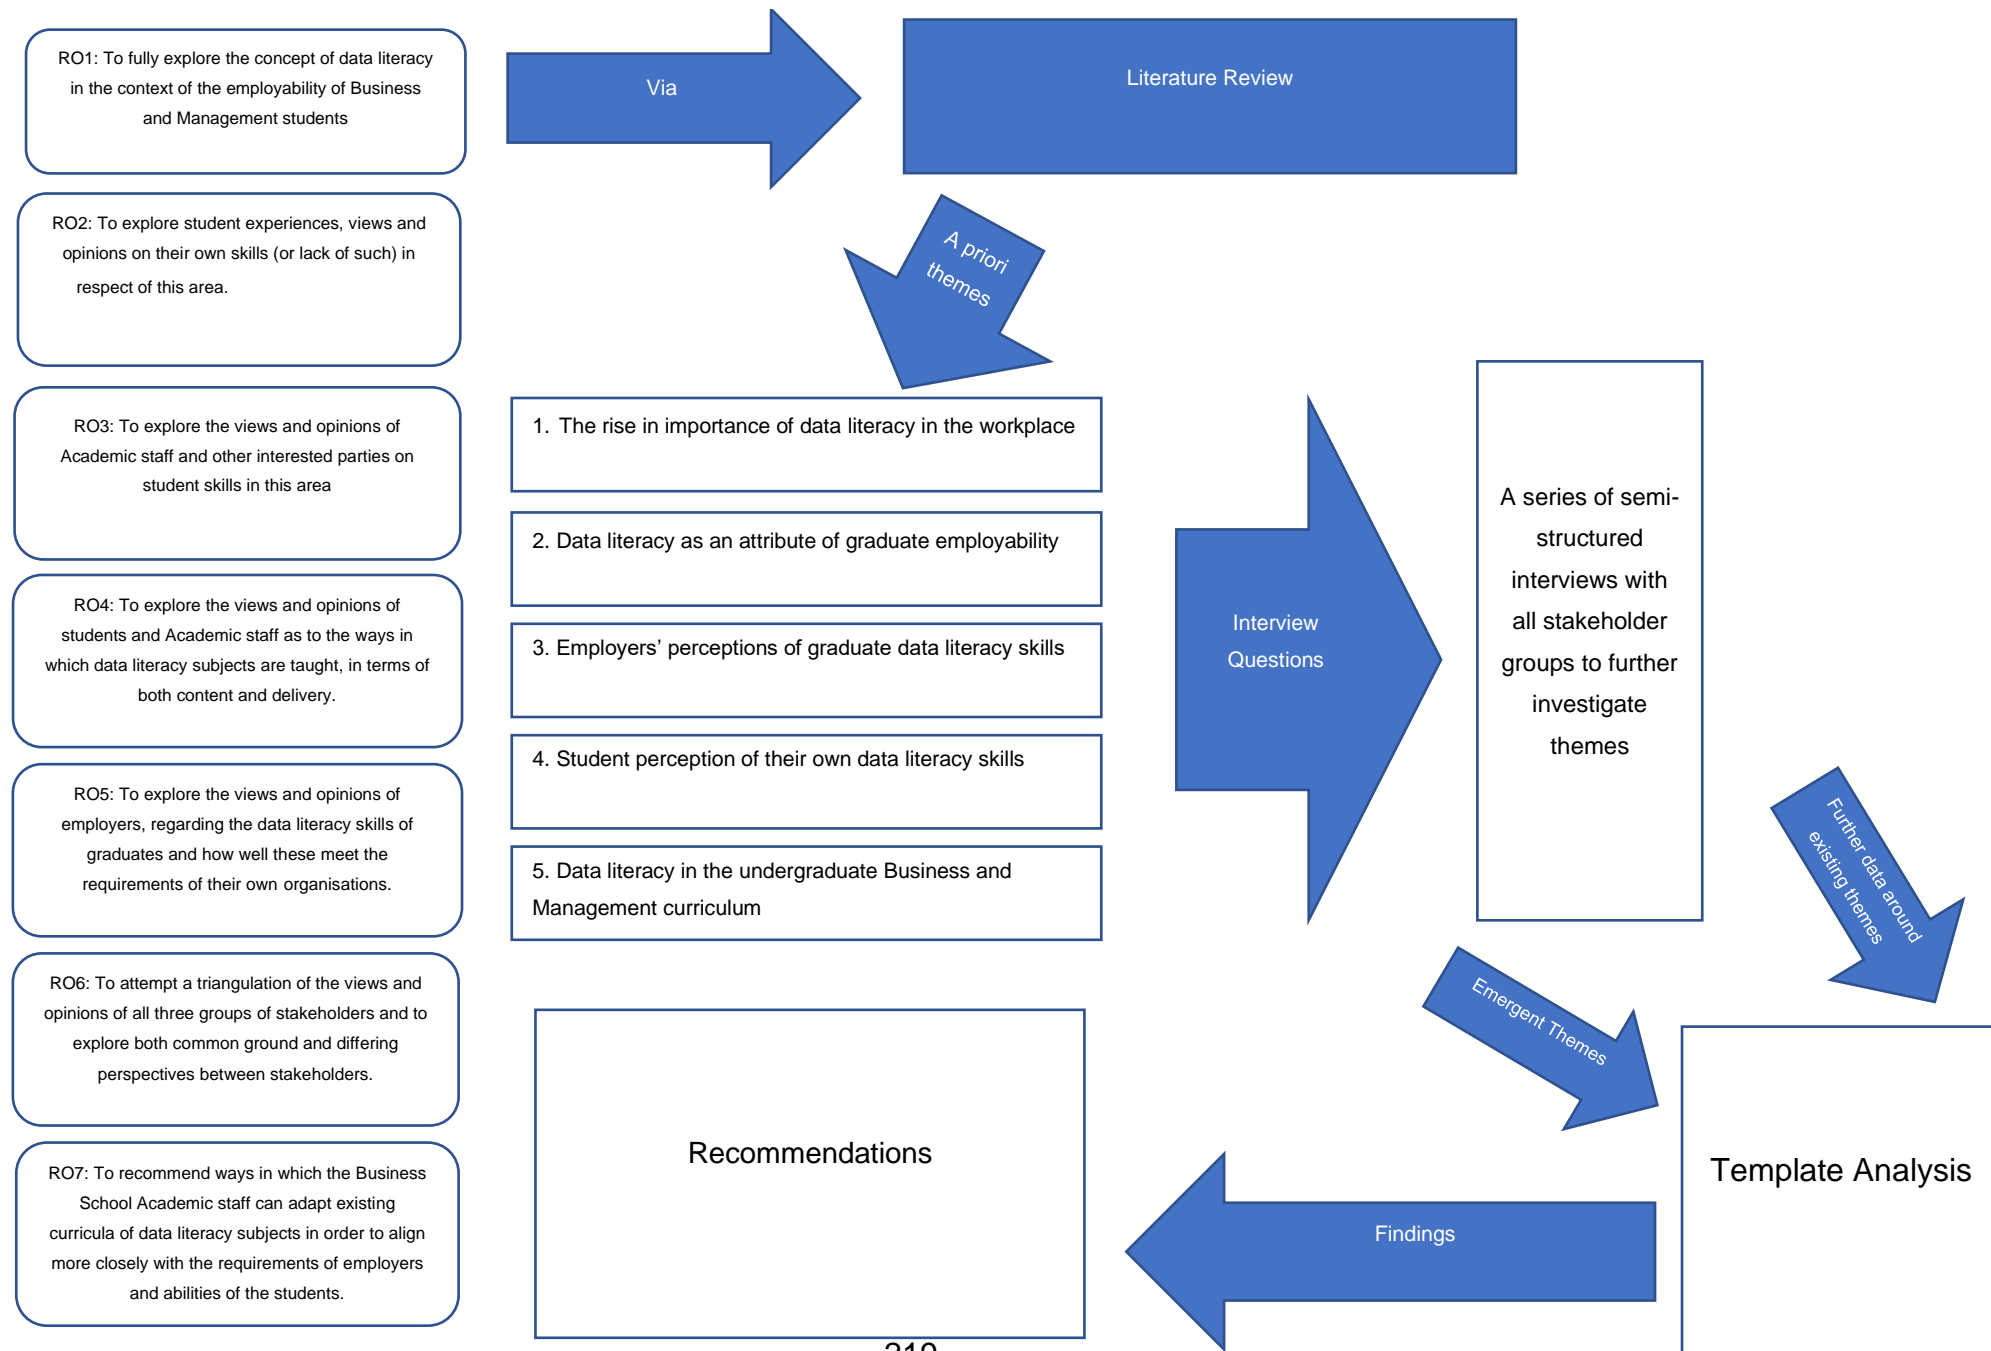 RO1: To fully explore the concept of data literacy
in the context of the employability of Business
and Management students
Via
Literature Review
RO2: To explore student experiences, views and
opinions on their own skills (or lack of such) in
respect of this area.
A priori
themes
RO3: To explore the views and opinions of
Academic staff and other interested parties on
student skills in this area
RO4: To explore the views and opinions of
students and Academic staff as to the ways in
which data literacy subjects are taught, in terms of
both content and delivery.
RO5: To explore the views and opinions of
employers, regarding the data literacy skills of
graduates and how well these meet the
requirements of their own organisations.
RO6: To attempt a triangulation of the views and
opinions of all three groups of stakeholders and to
explore both common ground and differing
perspectives between stakeholders.
RO7: To recommend ways in which the Business
School Academic staff can adapt existing
curricula of data literacy subjects in order to align
more closely with the requirements of employers
and abilities of the students.
1. The rise in importance of data literacy in the workplace
2. Data literacy as an attribute of graduate employability
3. Employers’ perceptions of graduate data literacy skills
4. Student perception of their own data literacy skills
5. Data literacy in the undergraduate Business and
Management curriculum
Interview
Questions
A series of semi-
structured
interviews with
all stakeholder
groups to further
investigate
themes
Further data around
existing themes
Emergent Themes
Template Analysis
Findings
Recommendations